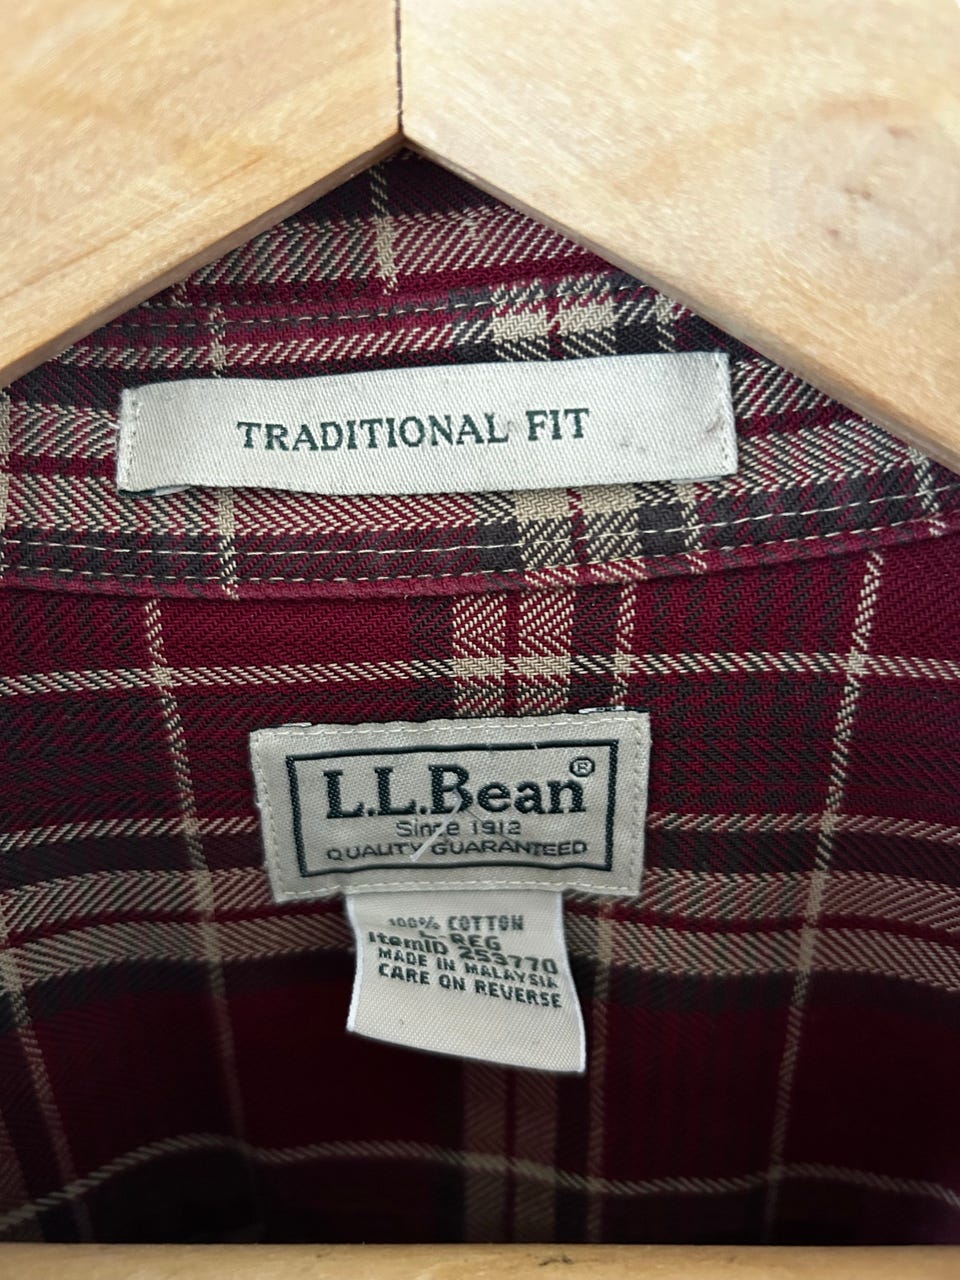 TRADITIONAL FIT
L.L.Bean®
Since 1912
QUALITY GUARANTEED
100% COTTON
L-REG
ItemID 253770
MADE IN MALAYSIA
CARE ON REVERSE